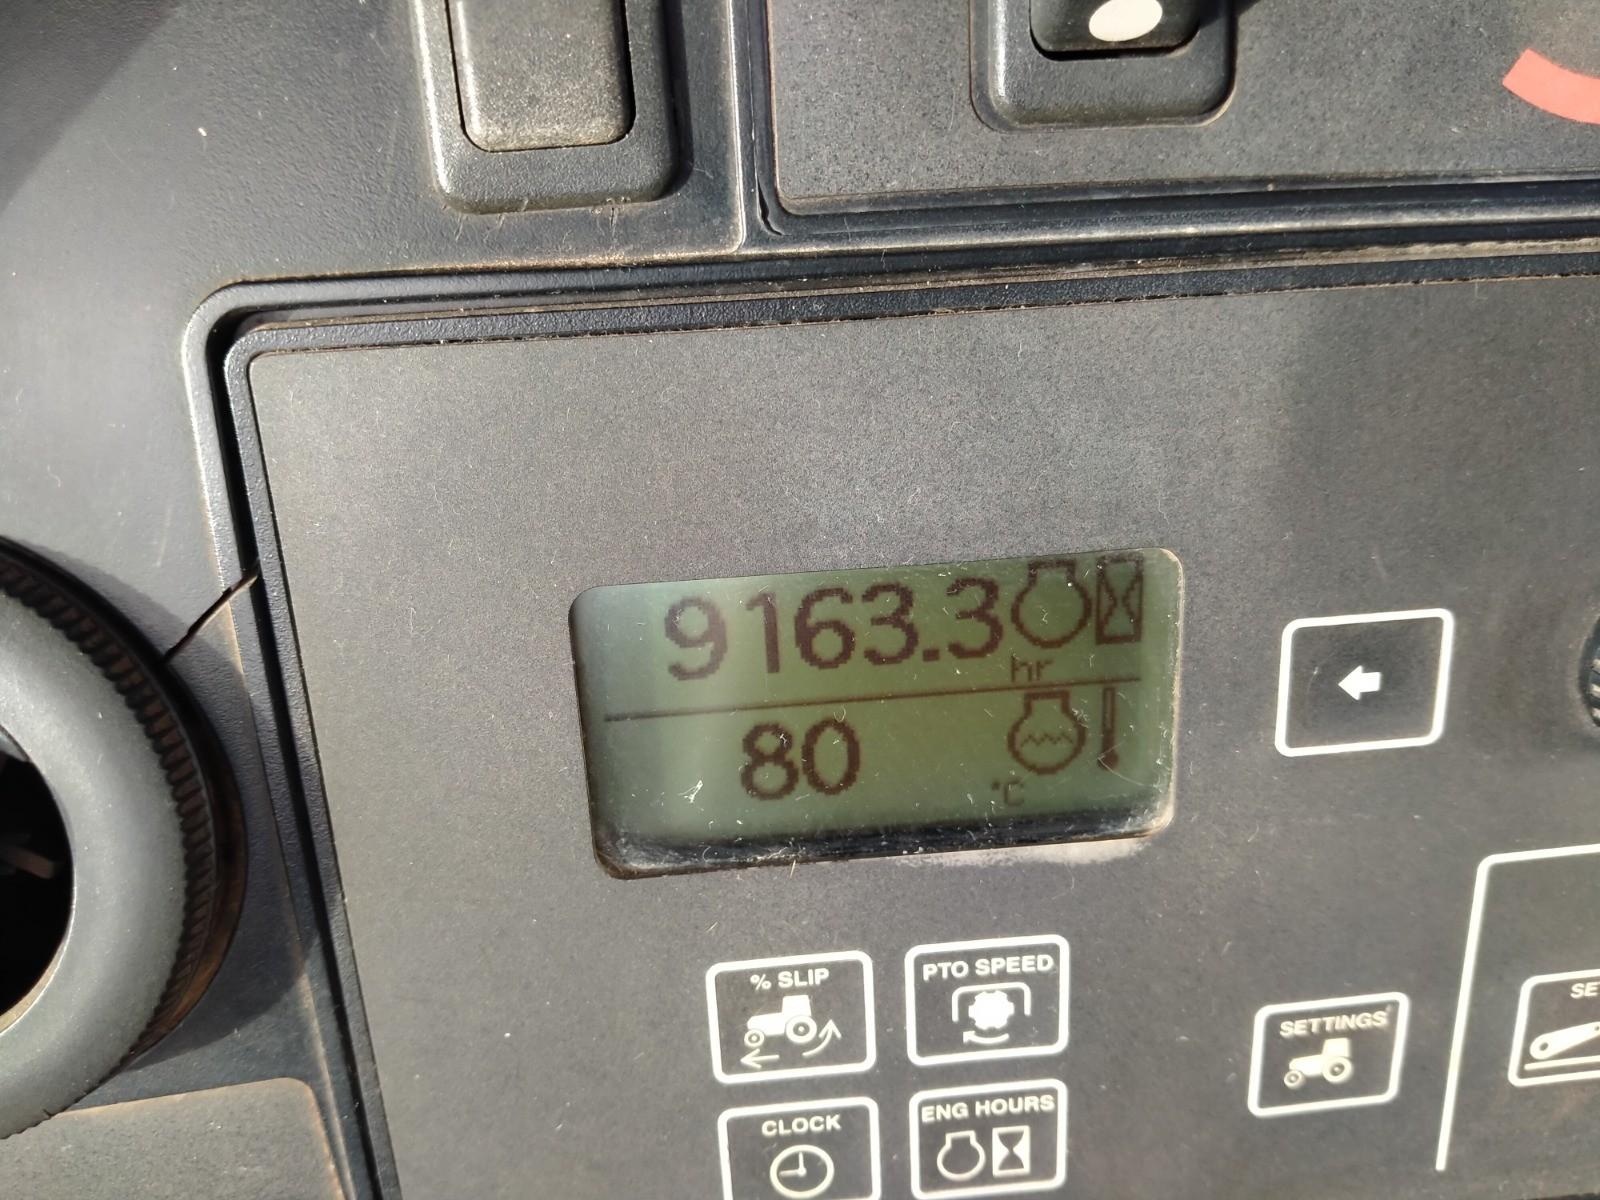 9163.3
hr
80
°C
% SLIP
PTO SPEED
SETTINGS
CLOCK
ENG HOURS